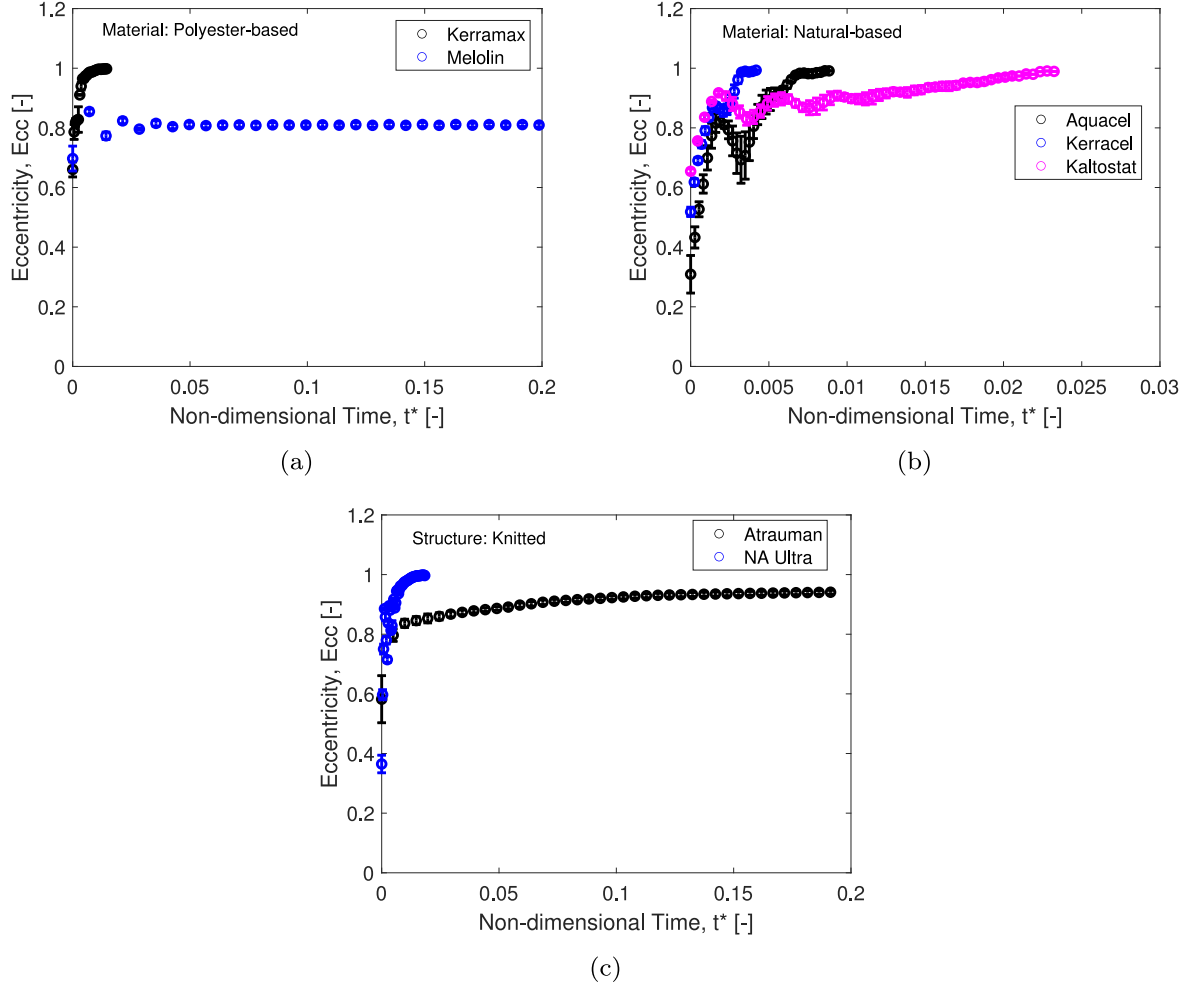 1.2
1
0.8
0.6
0.4
0.2
0
Eccentricity, Ecc [-]
Material: Polyester-based
Kerramax
Melolin
0 0.05 0.1 0.15 0.2
Non-dimensional Time, t* [-]
(a)
1.2
1
0.8
0.6
0.4
0.2
0
Eccentricity, Ecc [-]
Material: Natural-based
Aquacel
Kerracel
Kaltostat
0 0.005 0.01 0.015 0.02 0.025 0.03
Non-dimensional Time, t* [-]
(b)
1.2
1
0.8
0.6
0.4
0.2
0
Eccentricity, Ecc [-]
Structure: Knitted
Atrauman
NA Ultra
0 0.05 0.1 0.15 0.2
Non-dimensional Time, t* [-]
(c)